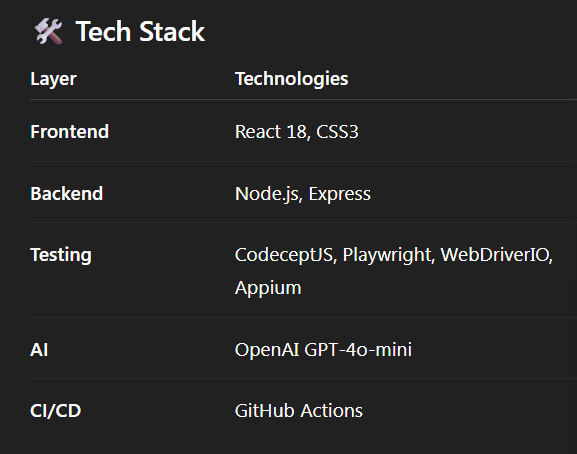 🛠️ Tech Stack
Layer Technologies
Frontend React 18, CSS3
Backend Node.js, Express
Testing CodeceptJS, Playwright, WebDriverIO,
Appium
AI OpenAI GPT-4o-mini
CI/CD GitHub Actions